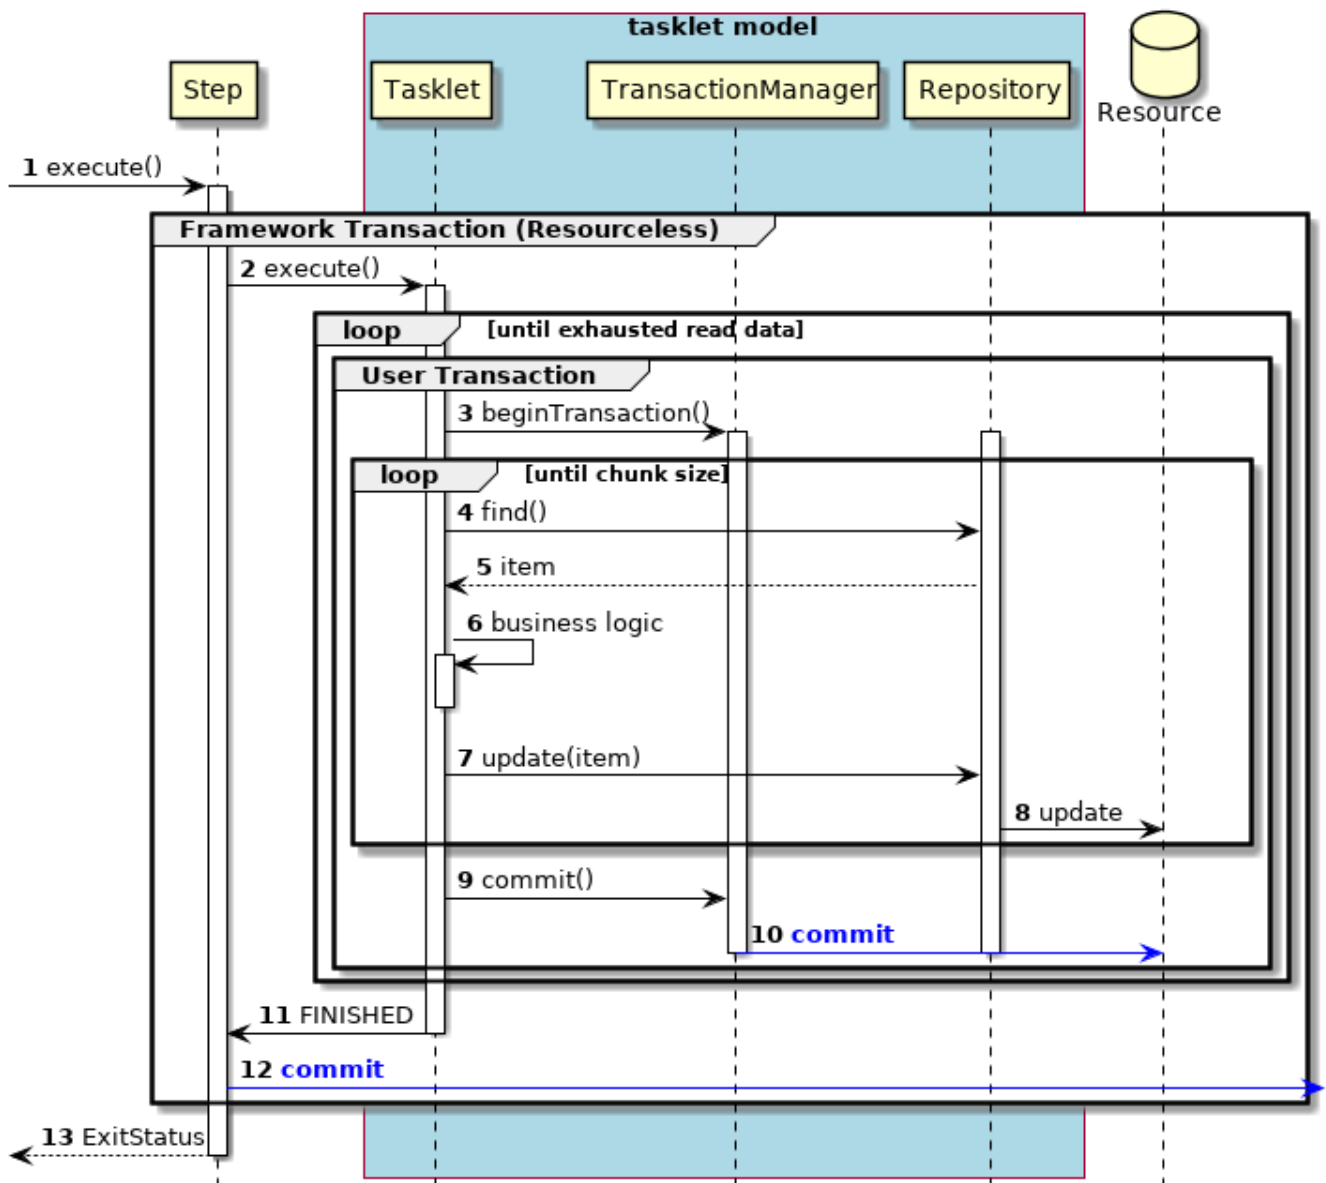 tasklet model
Step
Tasklet
TransactionManager
Repository
Resource
1 execute()
Framework Transaction (Resourceless)
2 execute()
loop [until exhausted read data]
User Transaction
3 beginTransaction()
loop [until chunk size]
4 find()
5 item
6 business logic
7 update(item)
8 update
9 commit()
10 commit
11 FINISHED
12 commit
13 ExitStatus